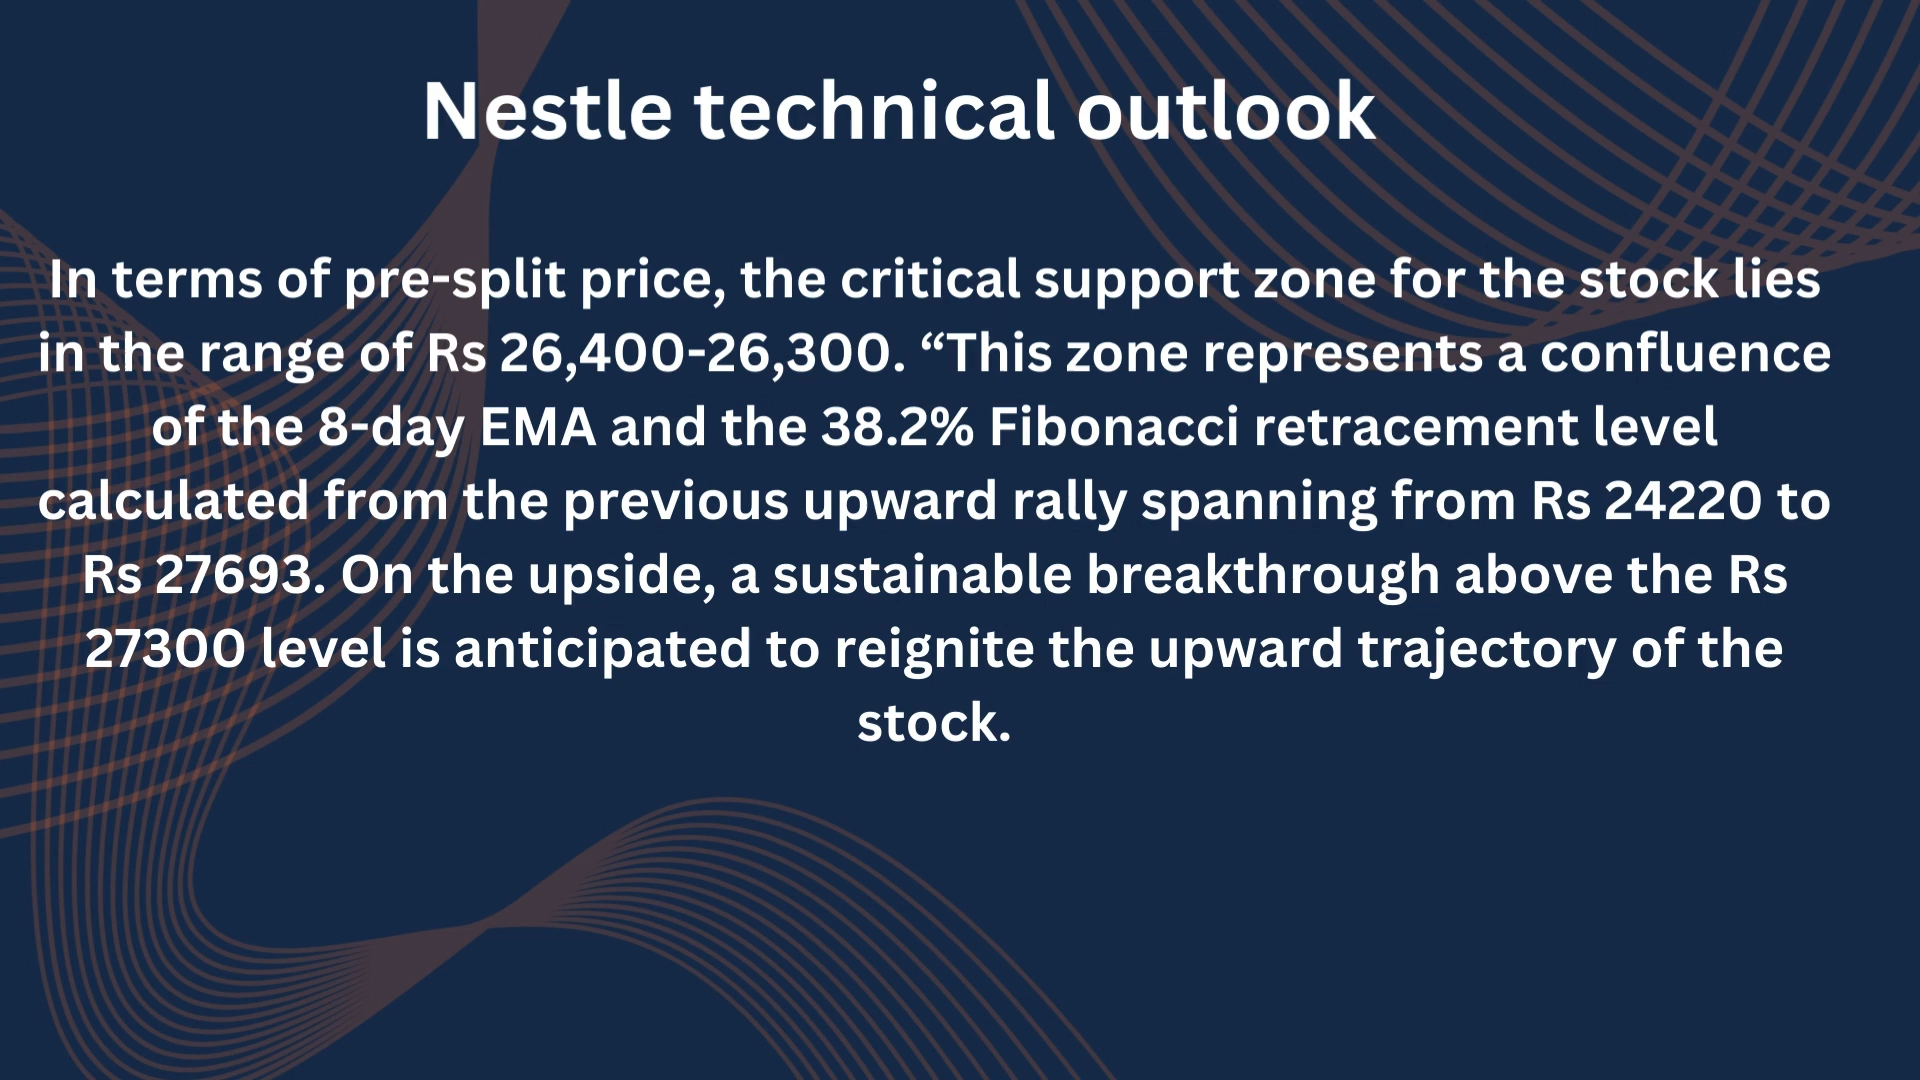 Nestle technical outlook
In terms of pre-split price, the critical support zone for the stock lies
in the range of Rs 26,400-26,300. “This zone represents a confluence
of the 8-day EMA and the 38.2% Fibonacci retracement level
calculated from the previous upward rally spanning from Rs 24220 to
Rs 27693. On the upside, a sustainable breakthrough above the Rs
27300 level is anticipated to reignite the upward trajectory of the
stock.